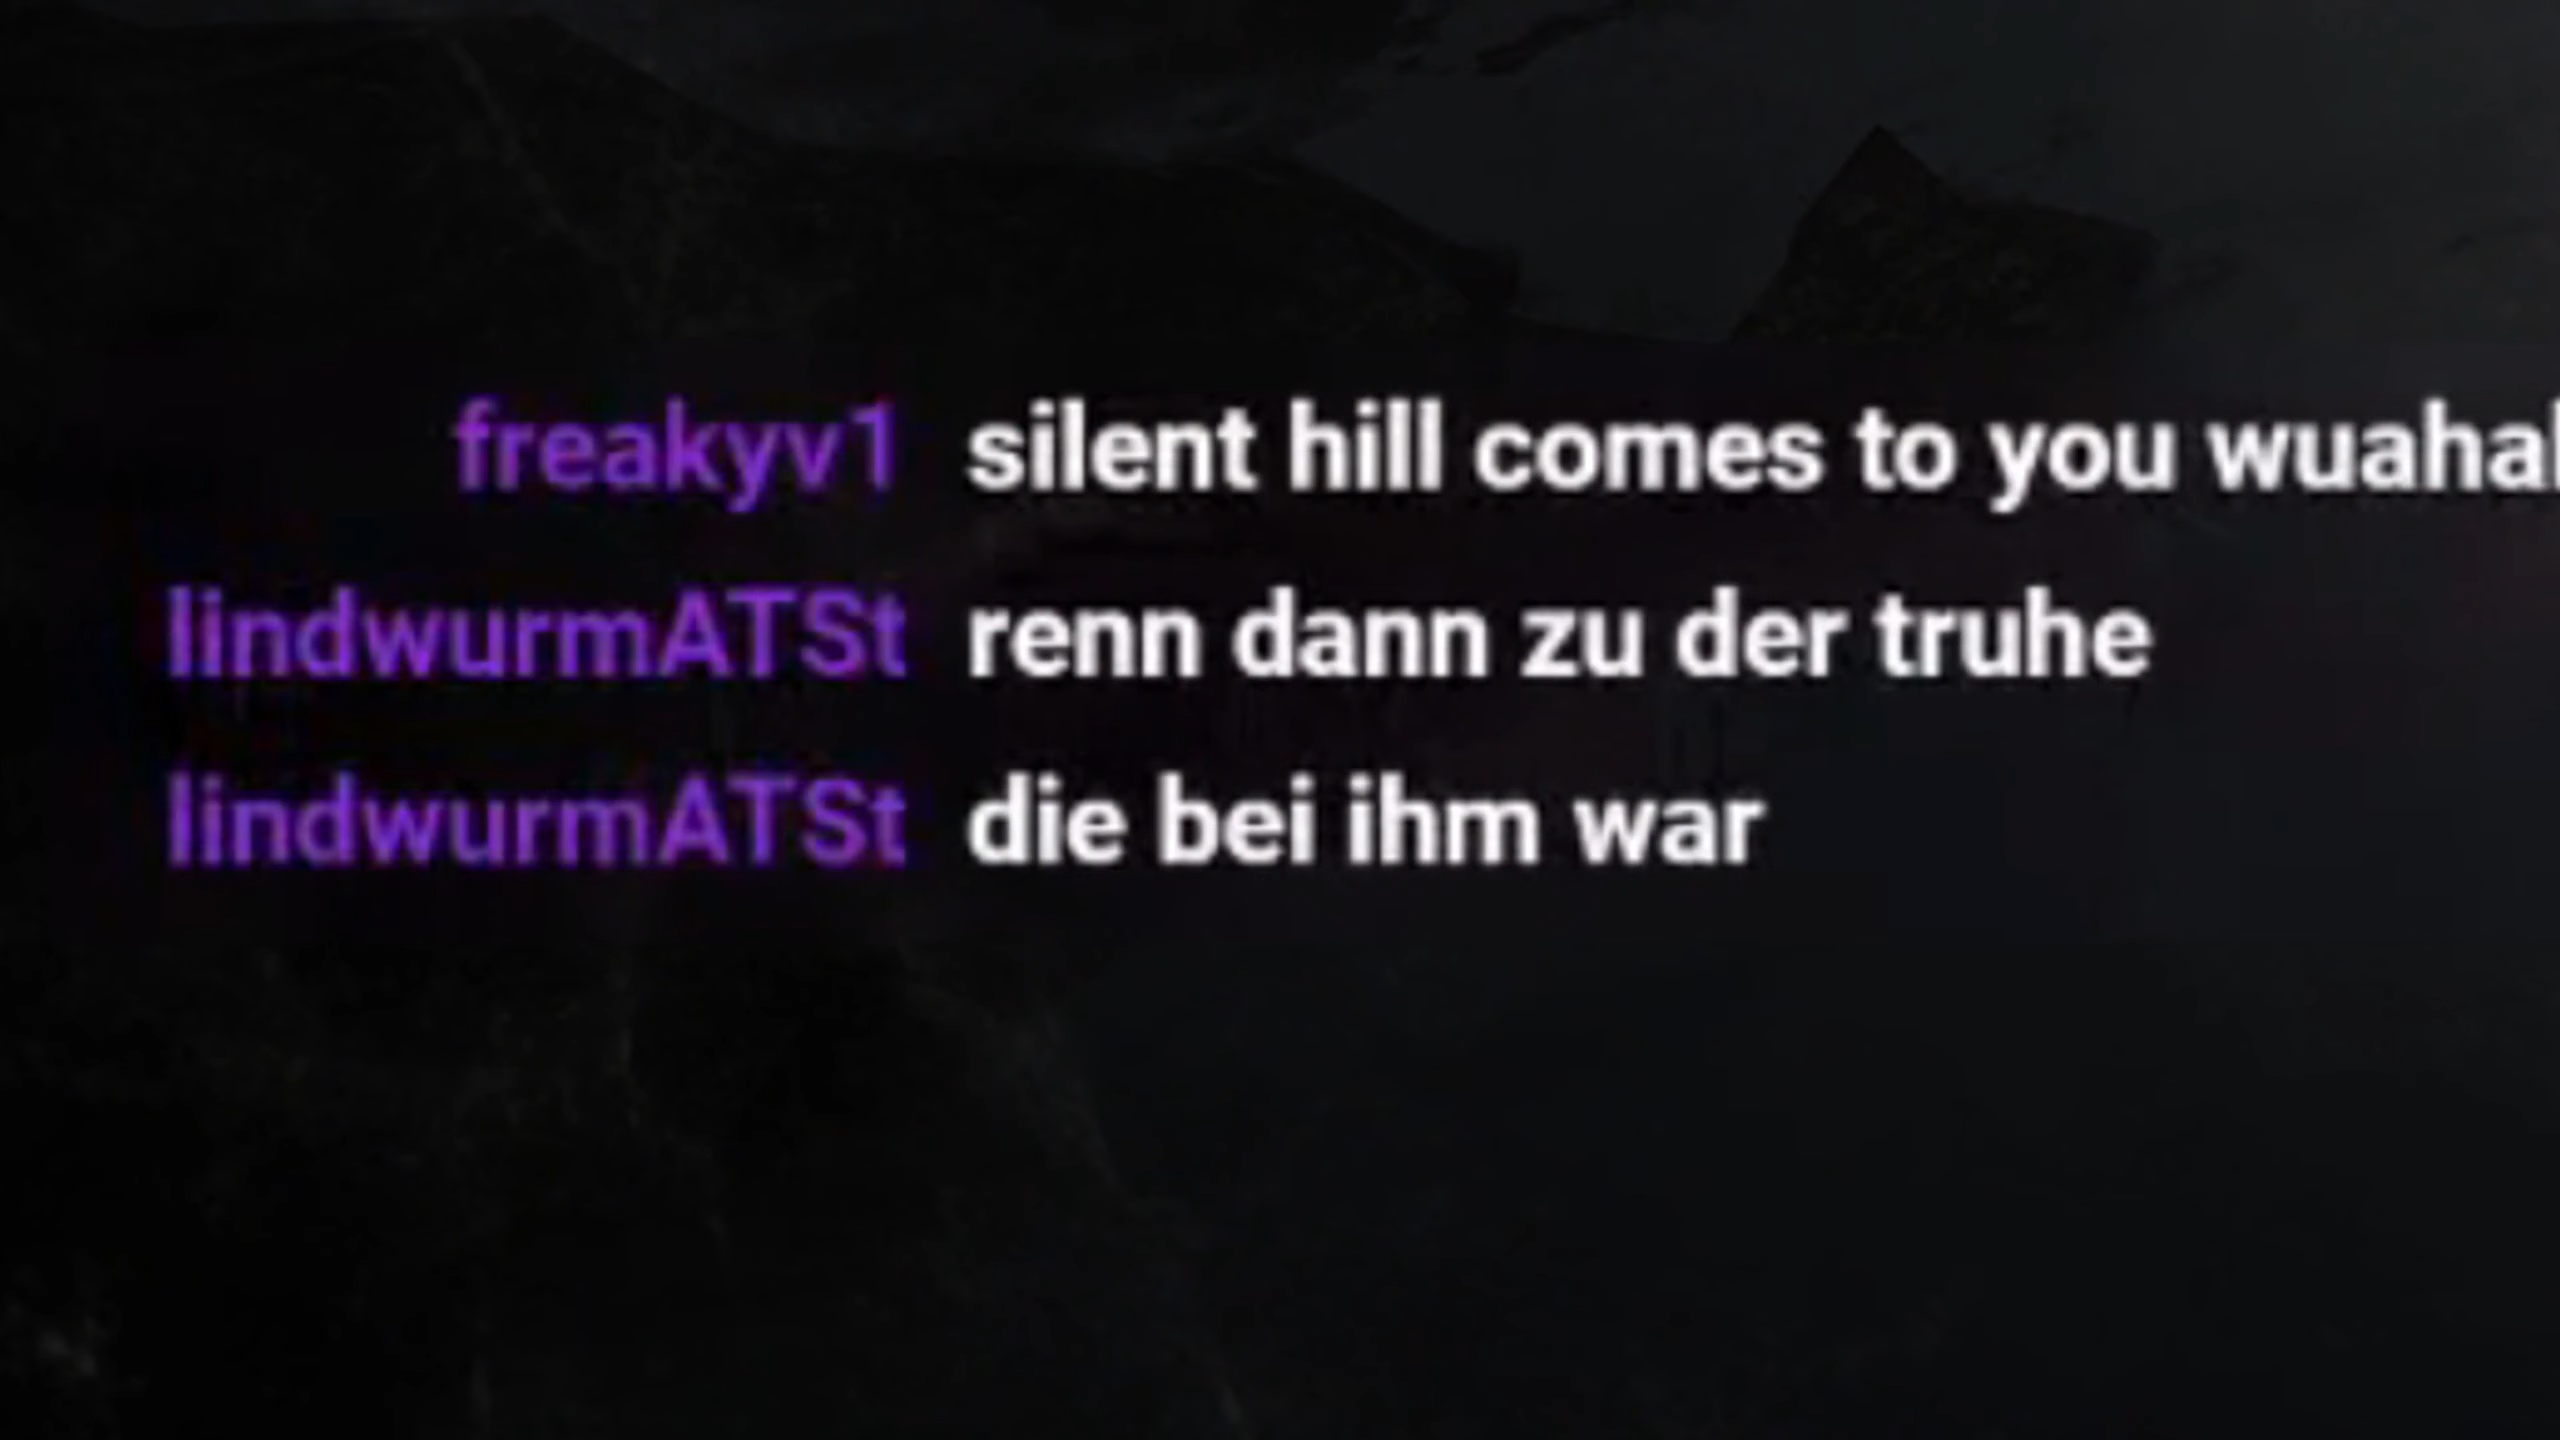 freakyv1 silent hill comes to you
lindwurmATSt renn dann zu der truhe
lindwurmATSt die bei ihm war